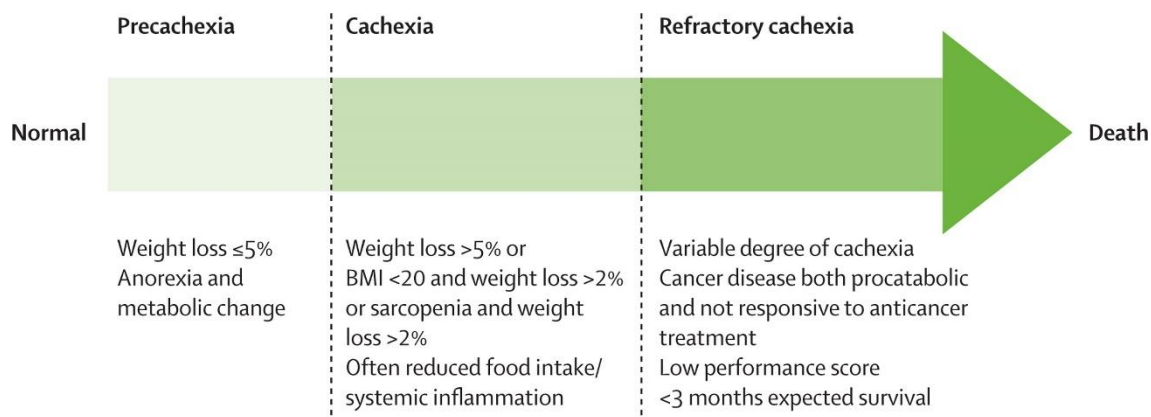 Precachexia
Cachexia
Refractory cachexia
Normal
Death
Weight loss ≤5%
Anorexia and
metabolic change
Weight loss >5% or
BMI <20 and weight loss >2%
or sarcopenia and weight
loss >2%
Often reduced food intake/
systemic inflammation
Variable degree of cachexia
Cancer disease both procatabolic
and not responsive to anticancer
treatment
Low performance score
<3 months expected survival